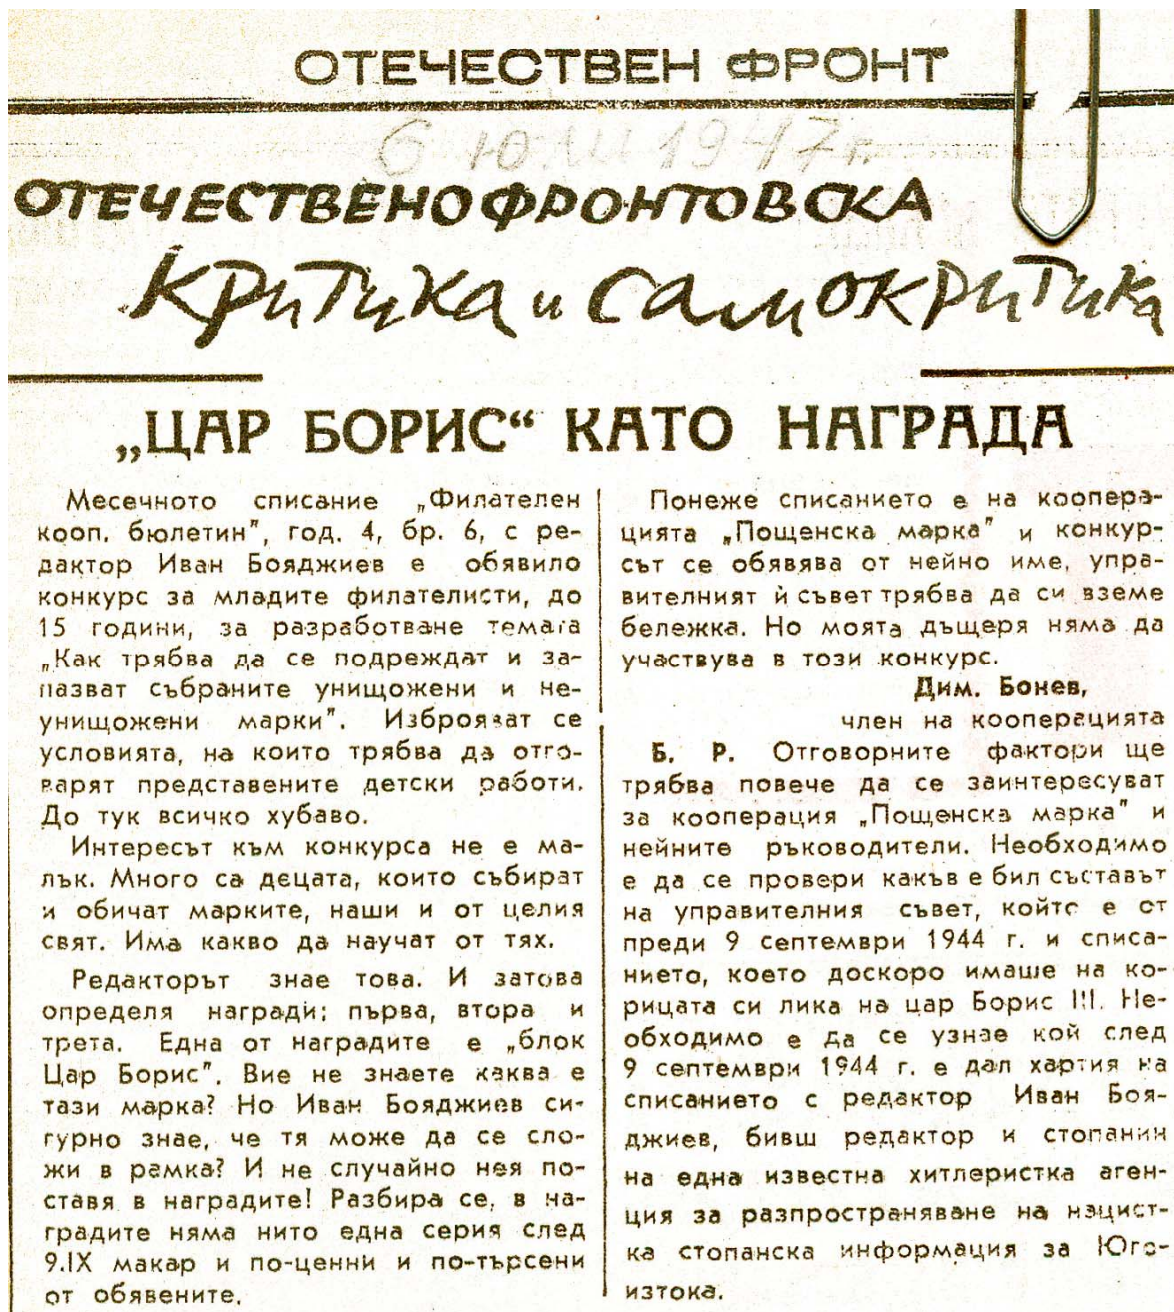 ОТЕЧЕСТВЕН ФРОНТ
6 юли 1947 г.
ОТЕЧЕСТВЕНОФРОНТОВСКА
Критика и самокритика
„ЦАР БОРИС“ КАТО НАГРАДА
Месечното списание „Филателен
кооп. бюлетин", год. 4, бр. 6, с ре-
дактор Иван Бояджиев е обявило
конкурс за младите филателисти, до
15 години, за разработване темата
„Как трябва да се подреждат и за-
пазват събраните унищожени и не-
унищожени марки". Изброяват се
условията, на които трябва да отго-
варят представените детски работи.
До тук всичко хубаво.
Интересът към конкурса не е ма-
лък. Много са децата, които събират
и обичат марките, наши и от целия
свят. Има какво да научат от тях.
Редакторът знае това. И затова
определя награди: първа, втора и
трета. Една от наградите е „блок
Цар Борис". Вие не знаете каква е
тази марка? Но Иван Бояджиев си-
гурно знае, че тя може да се сло-
жи в рамка? И не случайно нея по-
ставя в наградите! Разбира се, в на-
градите няма нито една серия след
9.IX макар и по-ценни и по-търсени
от обявените.
Понеже списанието е на коопера-
цията „Пощенска марка" и конкур-
сът се обявява от нейно име, упра-
вителният ѝ съвет трябва да си вземе
бележка. Но моята дъщеря няма да
участвува в този конкурс.
Дим. Бонев,
член на кооперацията
Б. Р. Отговорните фактори ще
трябва повече да се заинтересуват
за кооперация „Пощенска марка" и
нейните ръководители. Необходимо
е да се провери какъв е бил съставът
на управителния съвет, който е от
преди 9 септември 1944 г. и списа-
нието, което доскоро имаше на ко-
рицата си лика на цар Борис III. Не-
обходимо е да се узнае кой след
9 септември 1944 г. е дал хартия на
списанието с редактор Иван Боя-
джиев, бивш редактор и стопанин
на една известна хитлеристка аген-
ция за разпространяване на нацист-
ка стопанска информация за Юго-
изтока.